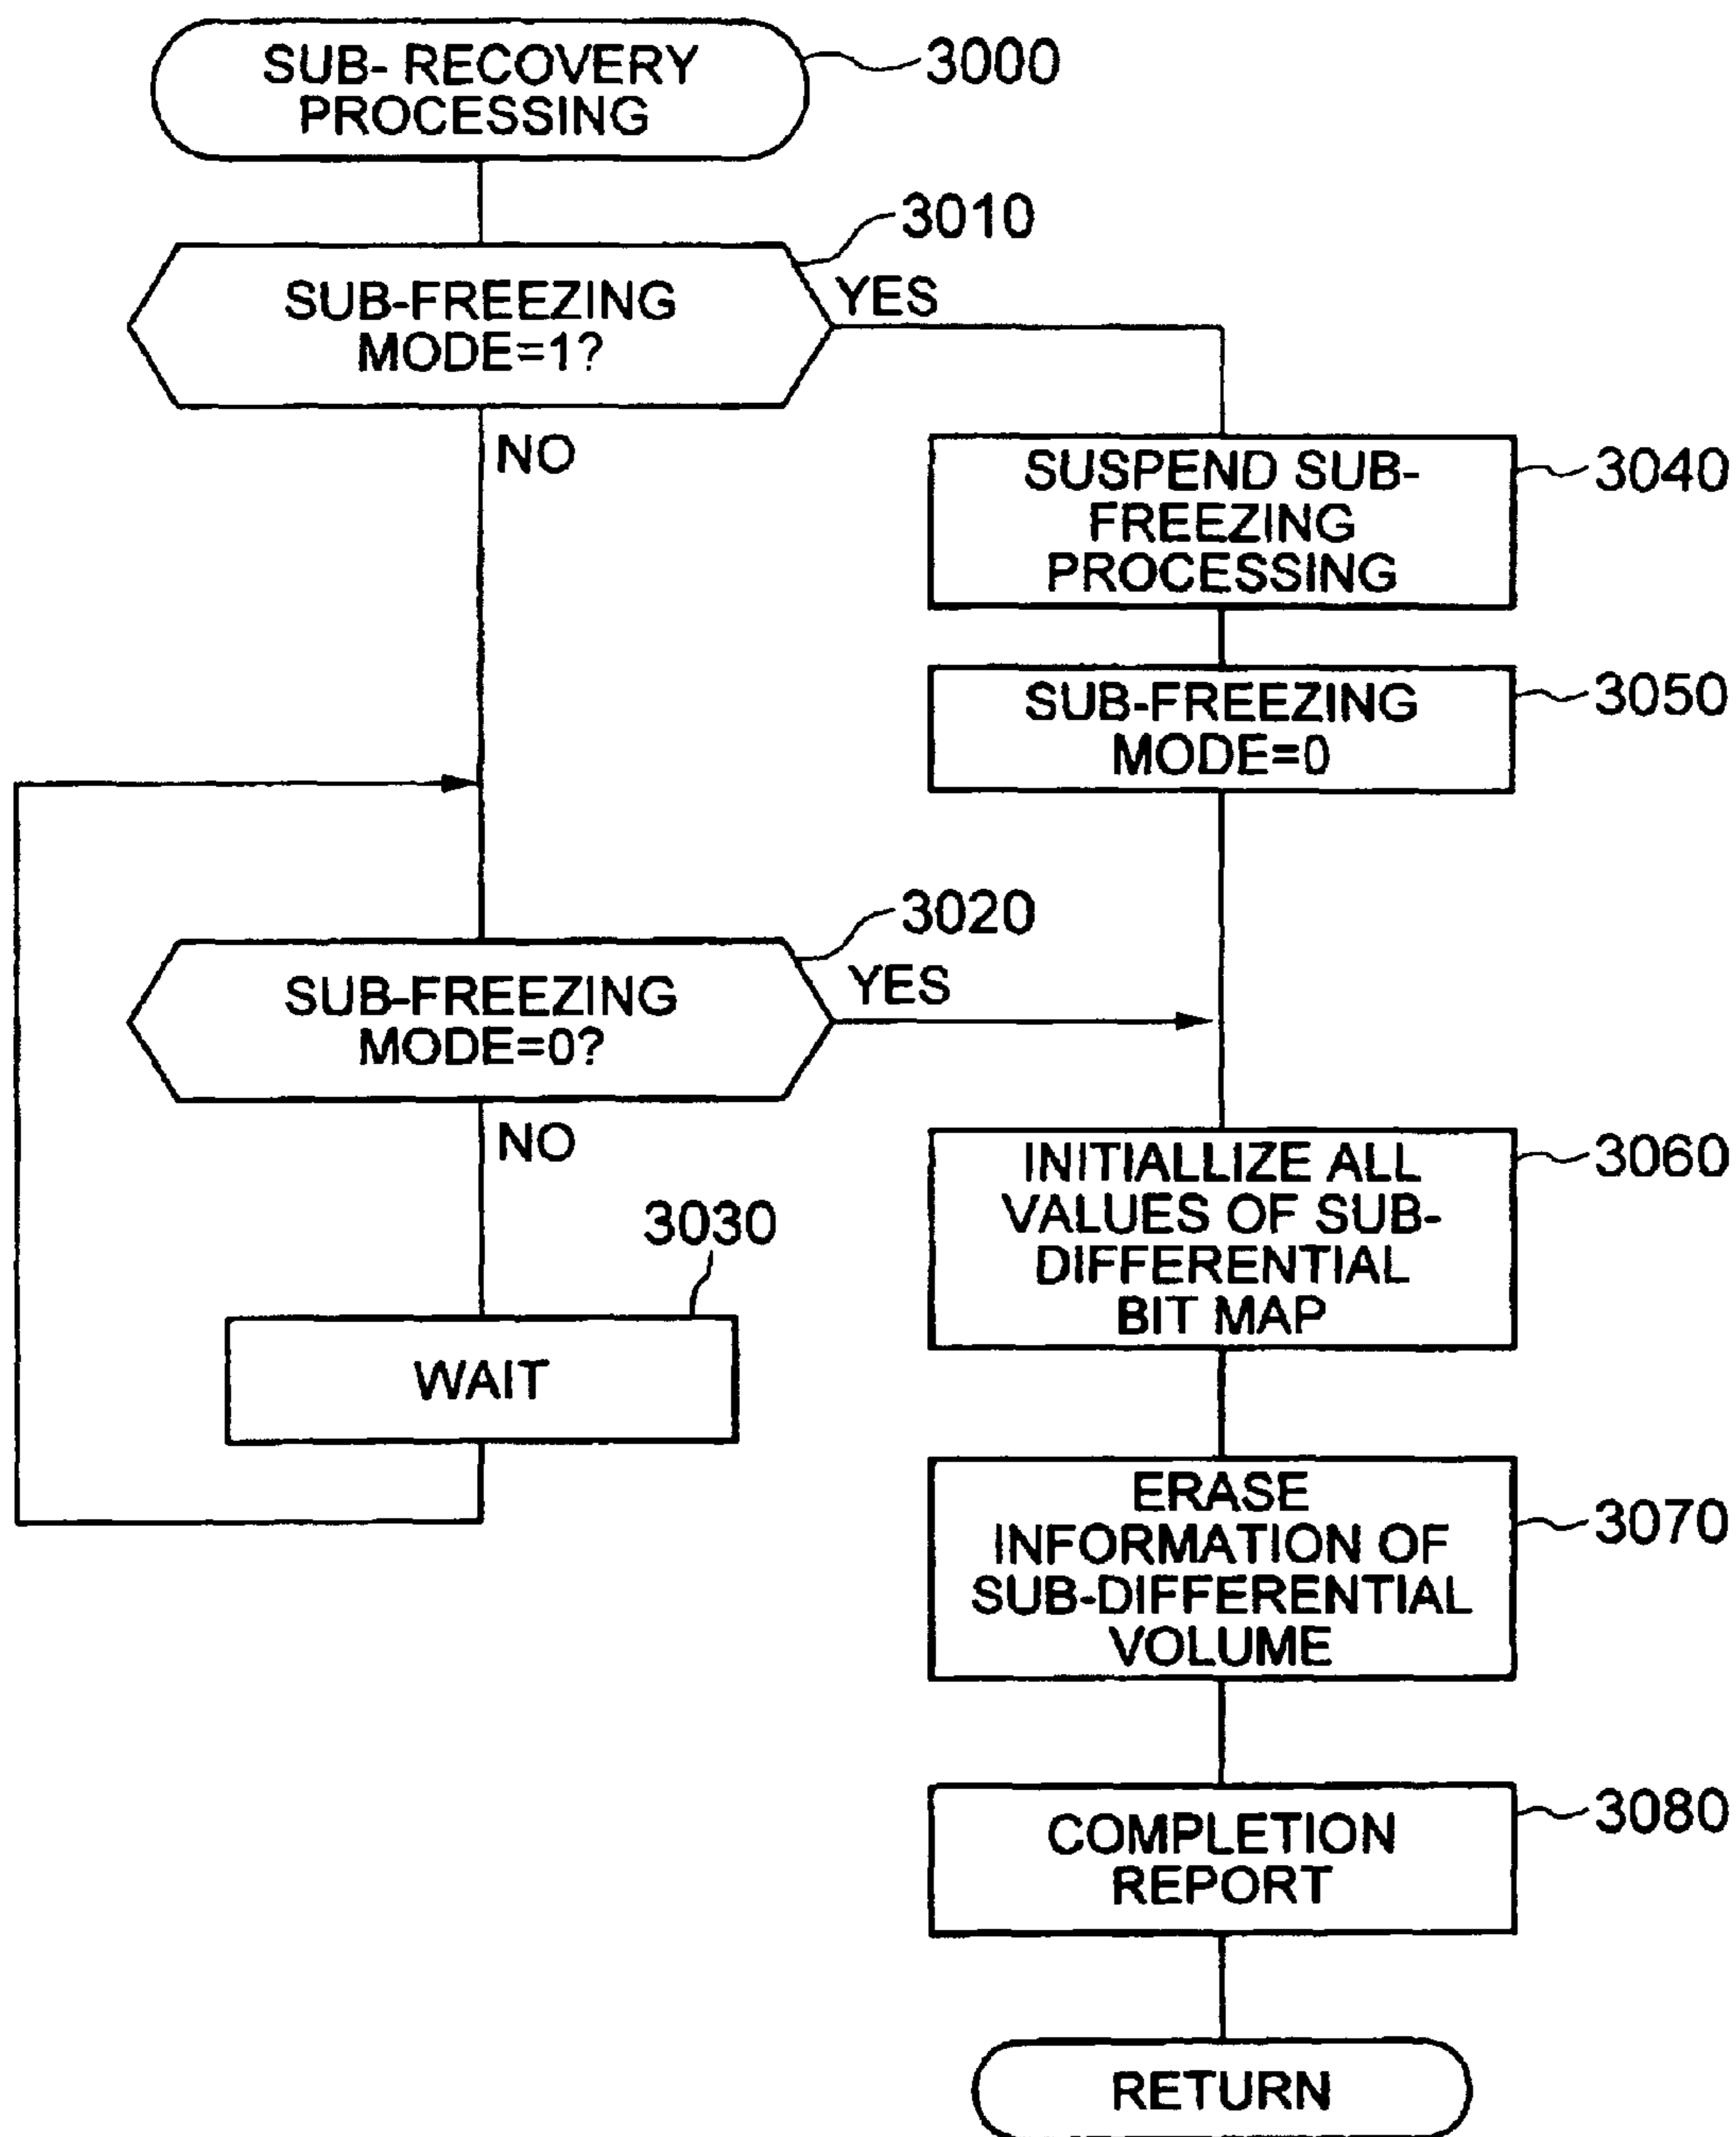 SUB- RECOVERY
PROCESSING
3000
3010
SUB-FREEZING
MODE=1?
YES
NO
SUSPEND SUB-
FREEZING
PROCESSING
3040
SUB-FREEZING
MODE=0
3050
3020
SUB-FREEZING
MODE=0?
YES
NO
3030
WAIT
INITIALLIZE ALL
VALUES OF SUB-
DIFFERENTIAL
BIT MAP
3060
ERASE
INFORMATION OF
SUB-DIFFERENTIAL
VOLUME
3070
COMPLETION
REPORT
3080
RETURN